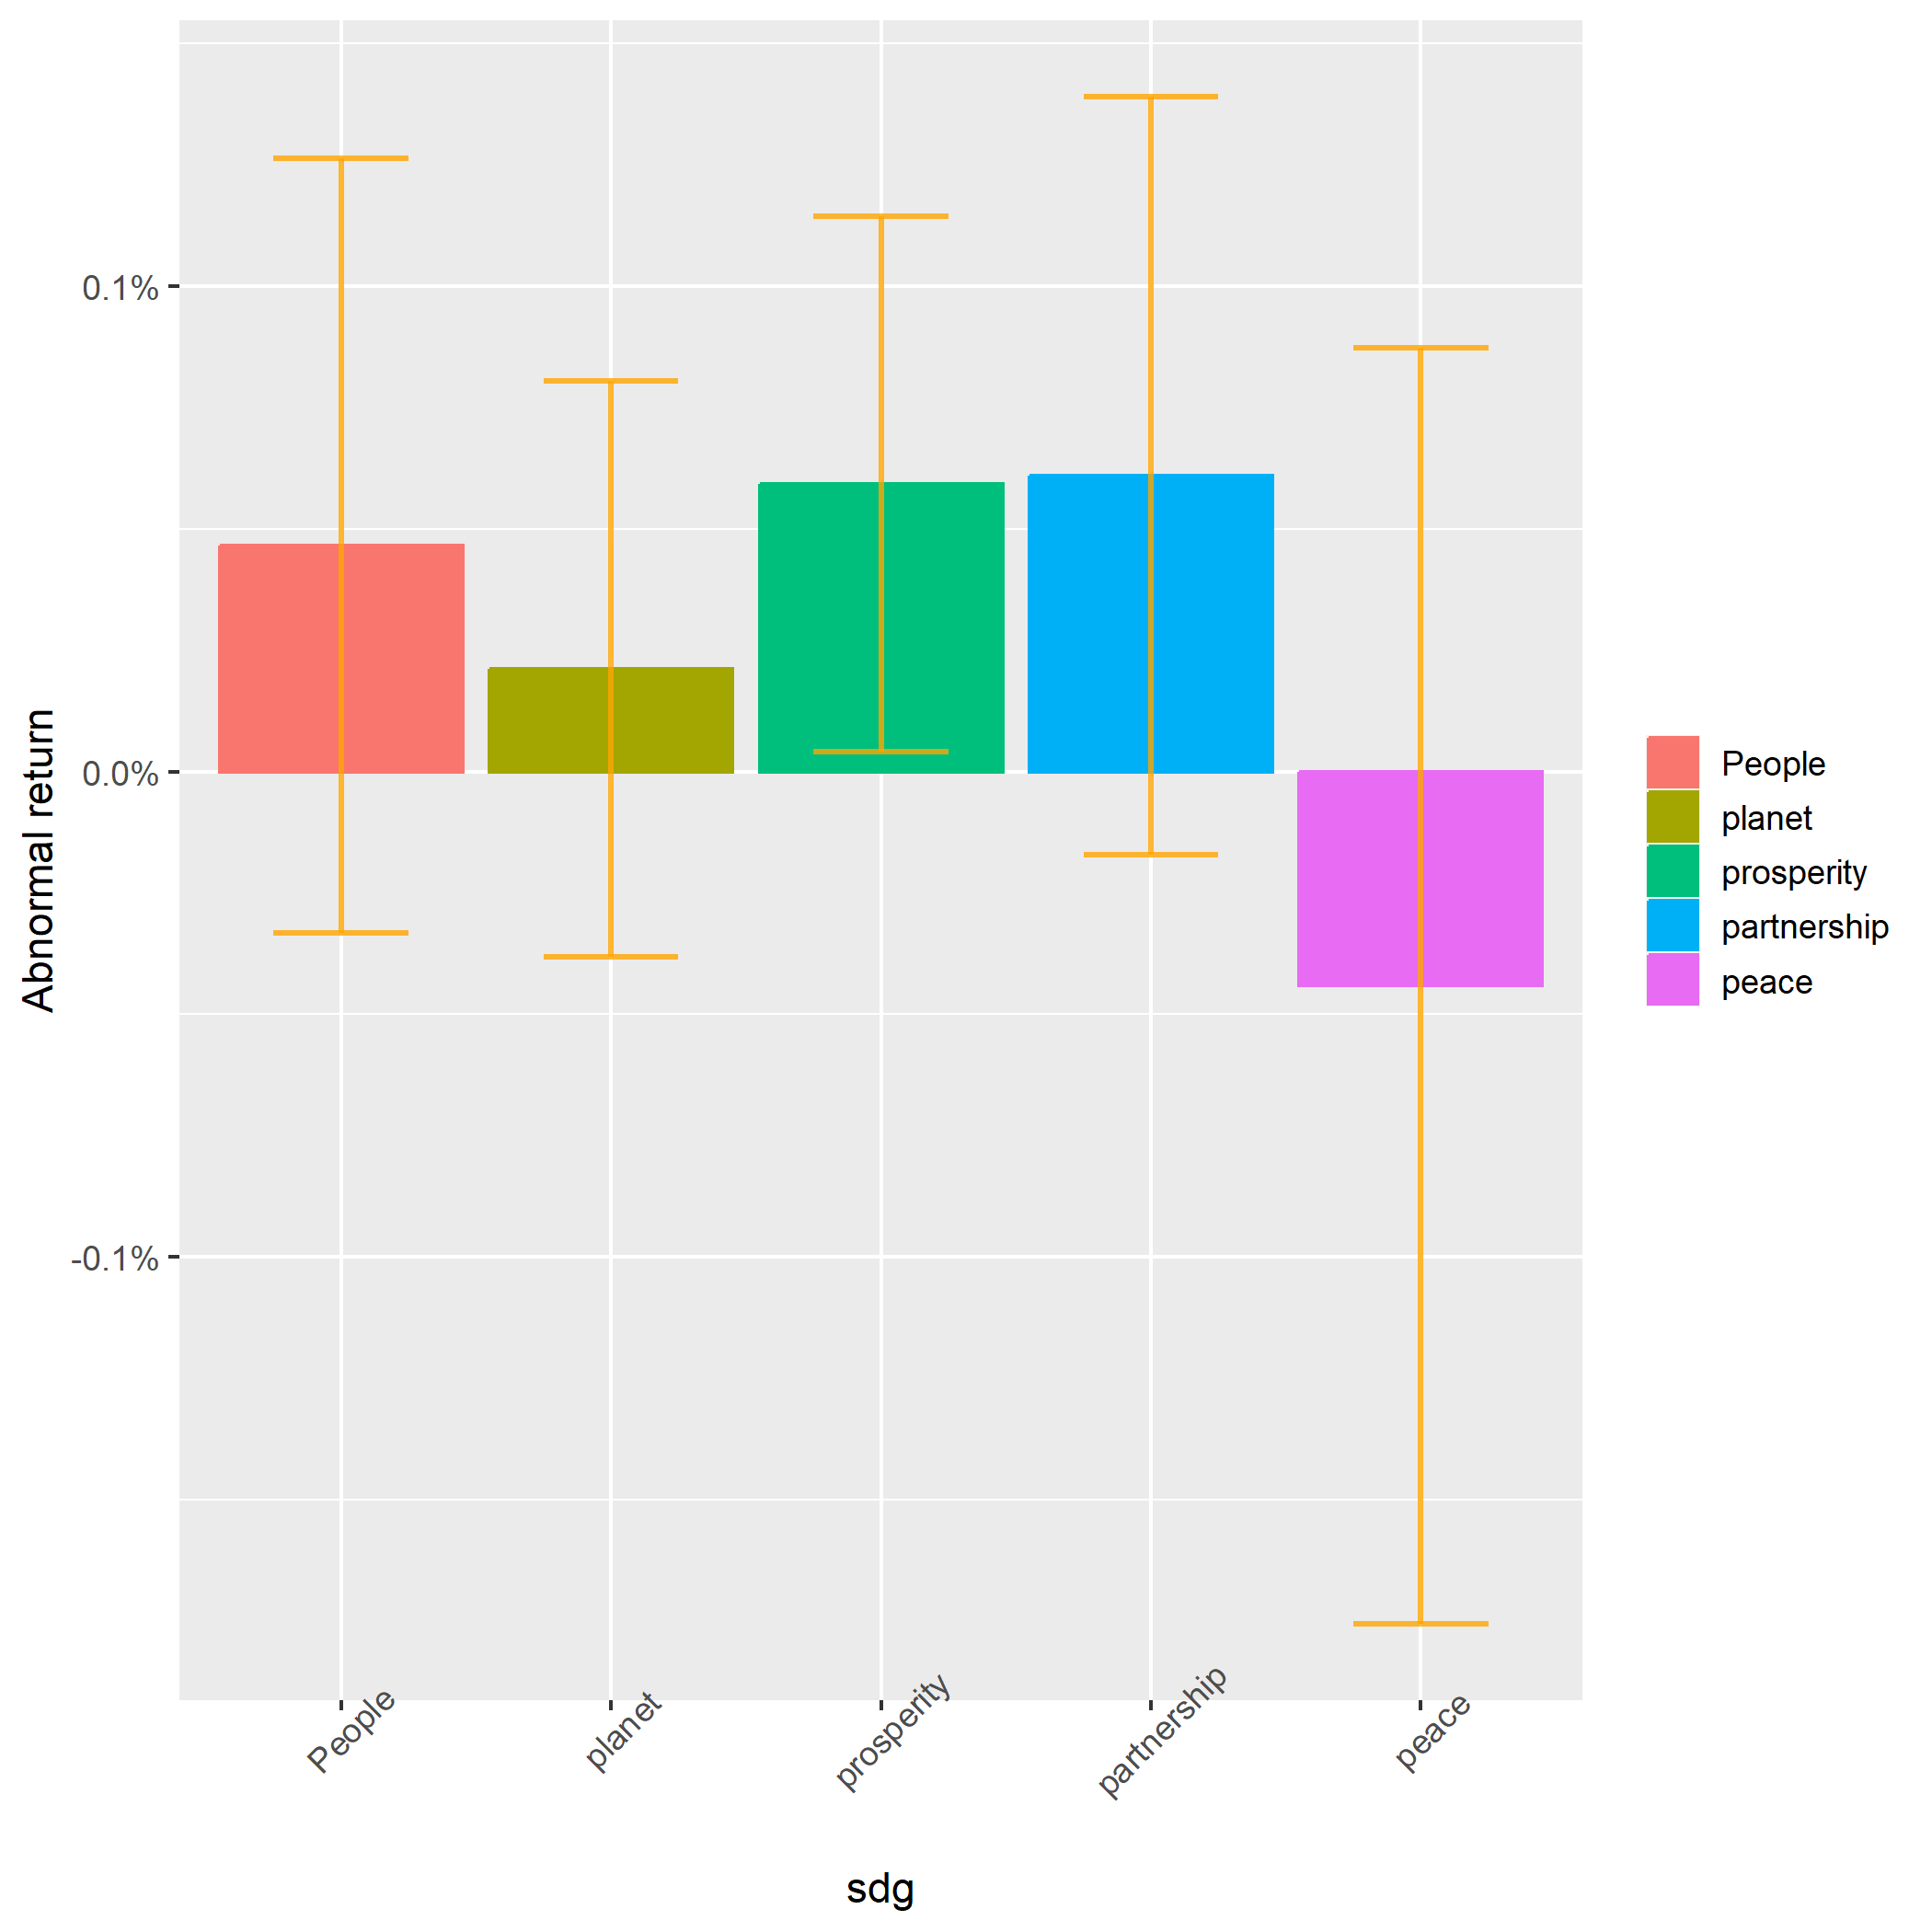 Abnormal return
0.1%
0.0%
-0.1%
People
planet
prosperity
partnership
peace
sdg
People
planet
prosperity
partnership
peace